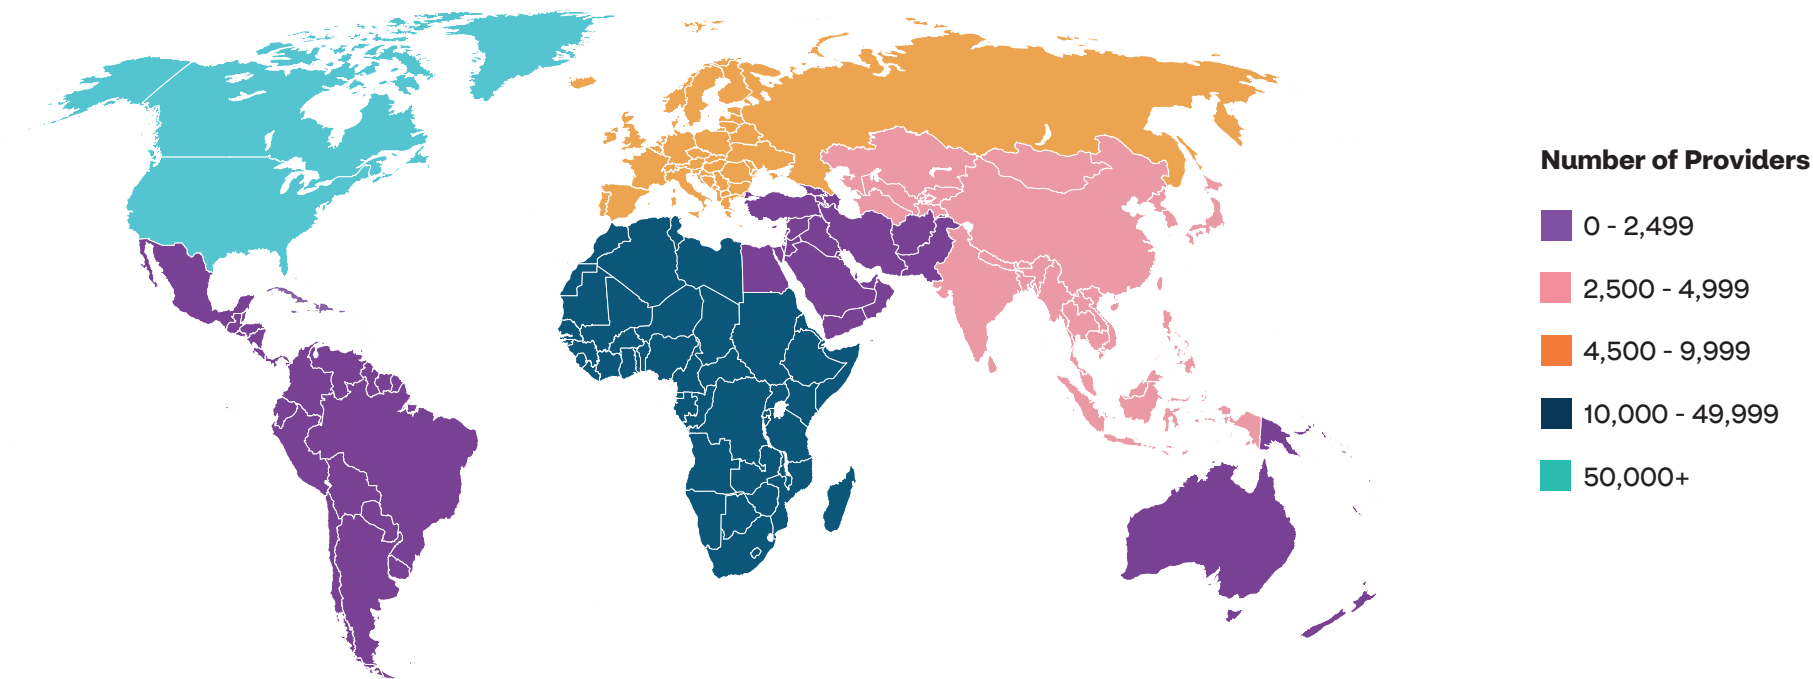 Number of Providers
0 - 2,499
2,500 - 4,999
4,500 - 9,999
10,000 - 49,999
50,000+